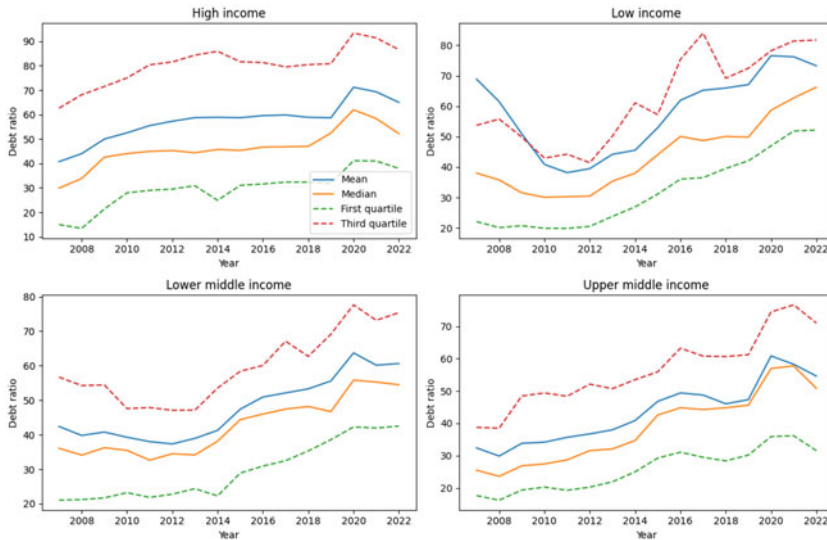 High income
90
80
70
60
50
40
30
20
10
Debt ratio
2008 2010 2012 2014 2016 2018 2020 2022
Year
Mean
Median
First quartile
Third quartile
Low income
80
70
60
50
40
30
20
Debt ratio
2008 2010 2012 2014 2016 2018 2020 2022
Year
Lower middle income
80
70
60
50
40
30
20
Debt ratio
2008 2010 2012 2014 2016 2018 2020 2022
Year
Upper middle income
70
60
50
40
30
20
Debt ratio
2008 2010 2012 2014 2016 2018 2020 2022
Year